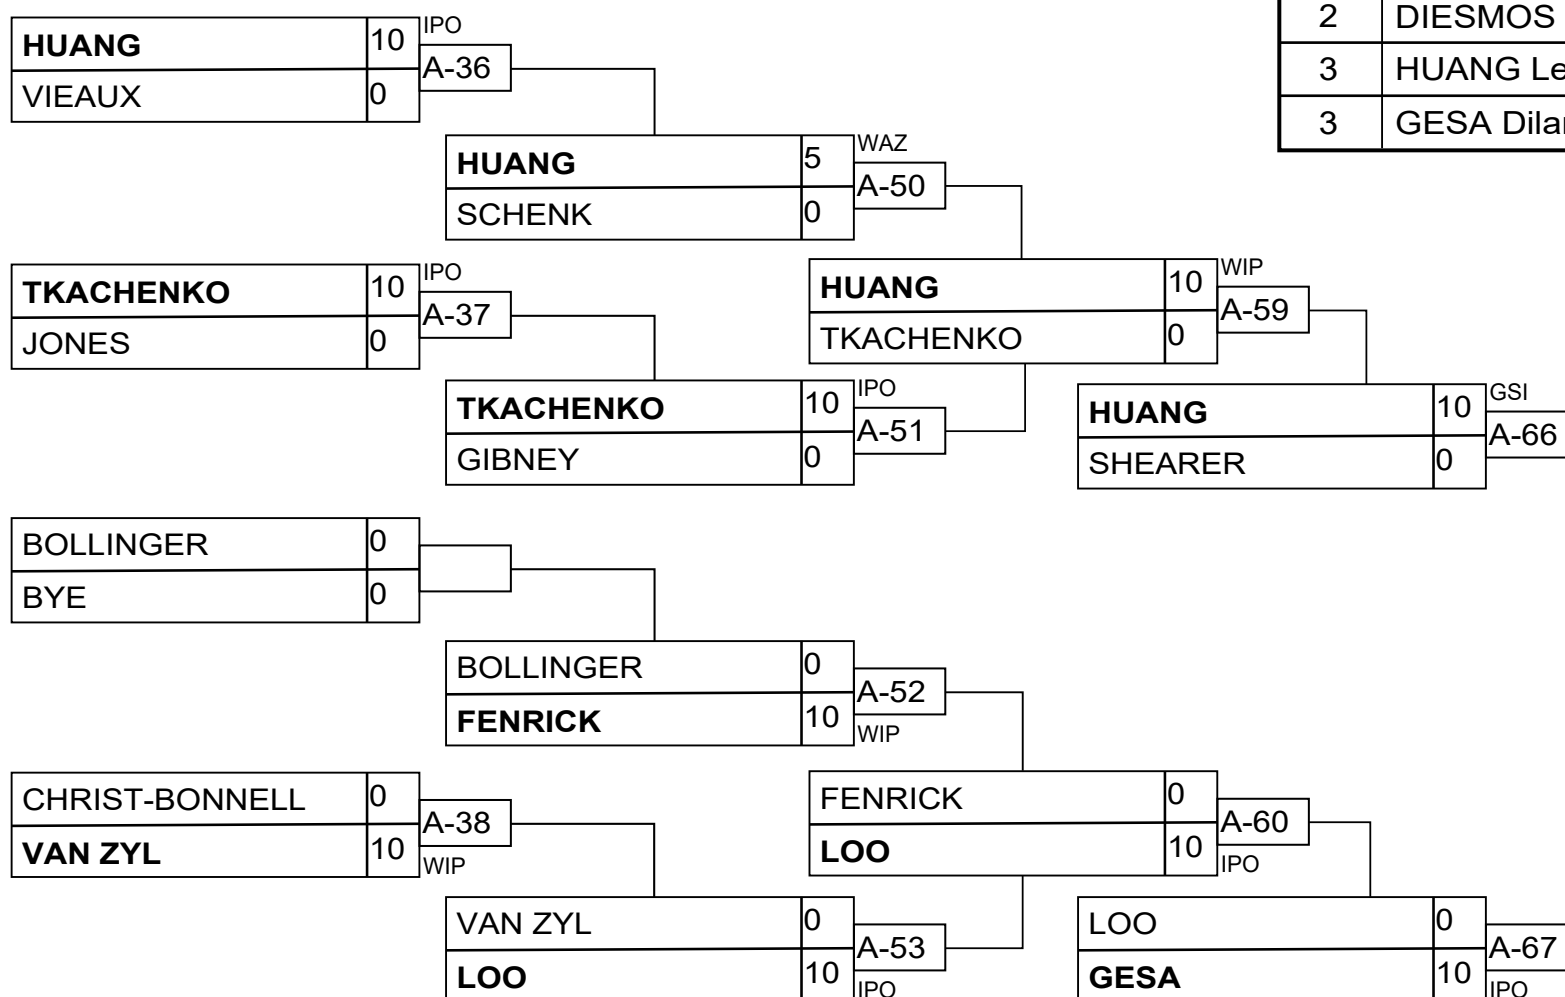 2 DIESMOS
3 HUANG Le
3 GESA Dilar
HUANG 10 IPO
A-36
VIEAUX 0
HUANG 5 WAZ
A-50
SCHENK 0
TKACHENKO 10 IPO
A-37
JONES 0
HUANG 10 WIP
A-59
TKACHENKO 0
TKACHENKO 10 IPO
A-51
GIBNEY 0
HUANG 10 GSI
A-66
SHEARER 0
BOLLINGER 0
BYE 0
BOLLINGER 0
A-52
FENRICK 10 WIP
CHRIST-BONNELL 0
A-38
VAN ZYL 10 WIP
FENRICK 0
A-60
LOO 10 IPO
VAN ZYL 0
A-53
LOO 10 IPO
LOO 0
A-67
GESA 10 IPO